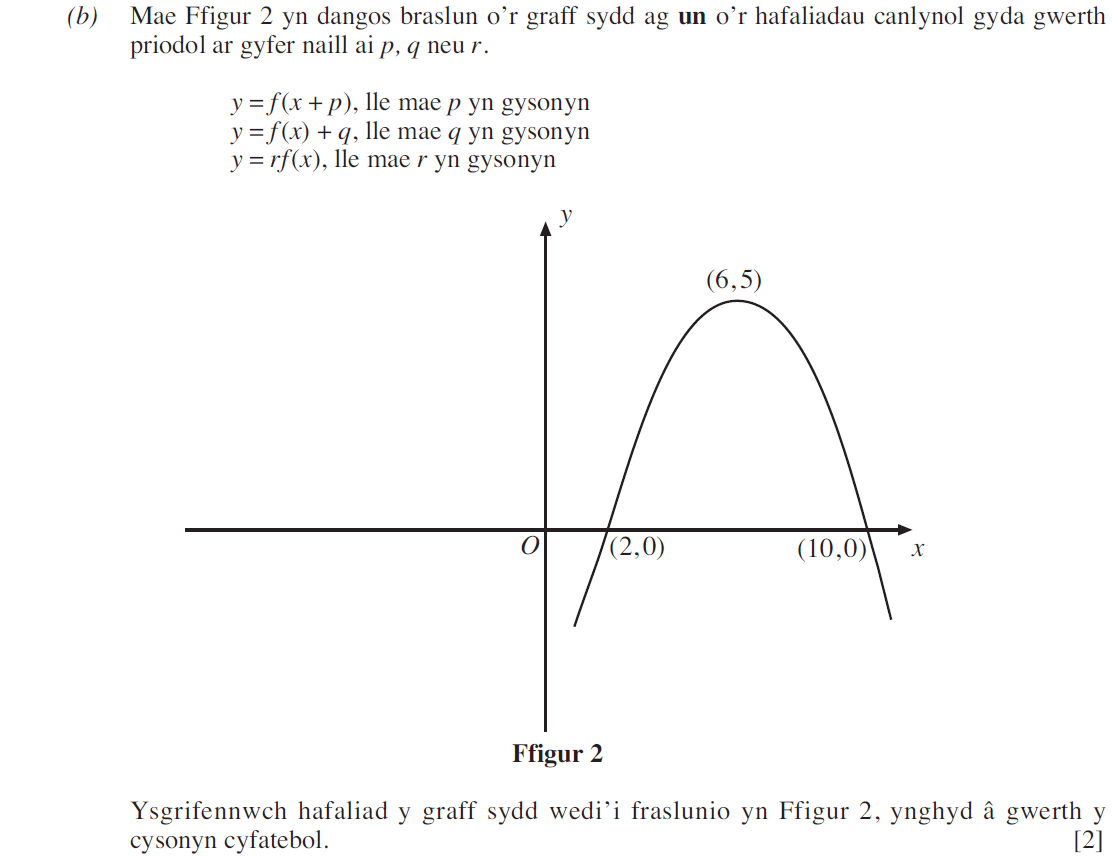 (b) Mae Ffigur 2 yn dangos braslun o’r graff sydd ag un o’r hafaliadau canlynol gyda gwerth
priodol ar gyfer naill ai p, q neu r.
y = f(x + p), lle mae p yn gysonyn
y = f(x) + q, lle mae q yn gysonyn
y = rf(x), lle mae r yn gysonyn
y
(6,5)
O
(2,0)
(10,0)
x
Ffigur 2
Ysgrifennwch hafaliad y graff sydd wedi’i fraslunio yn Ffigur 2, ynghyd â gwerth y
cysonyn cyfatebol. [2]